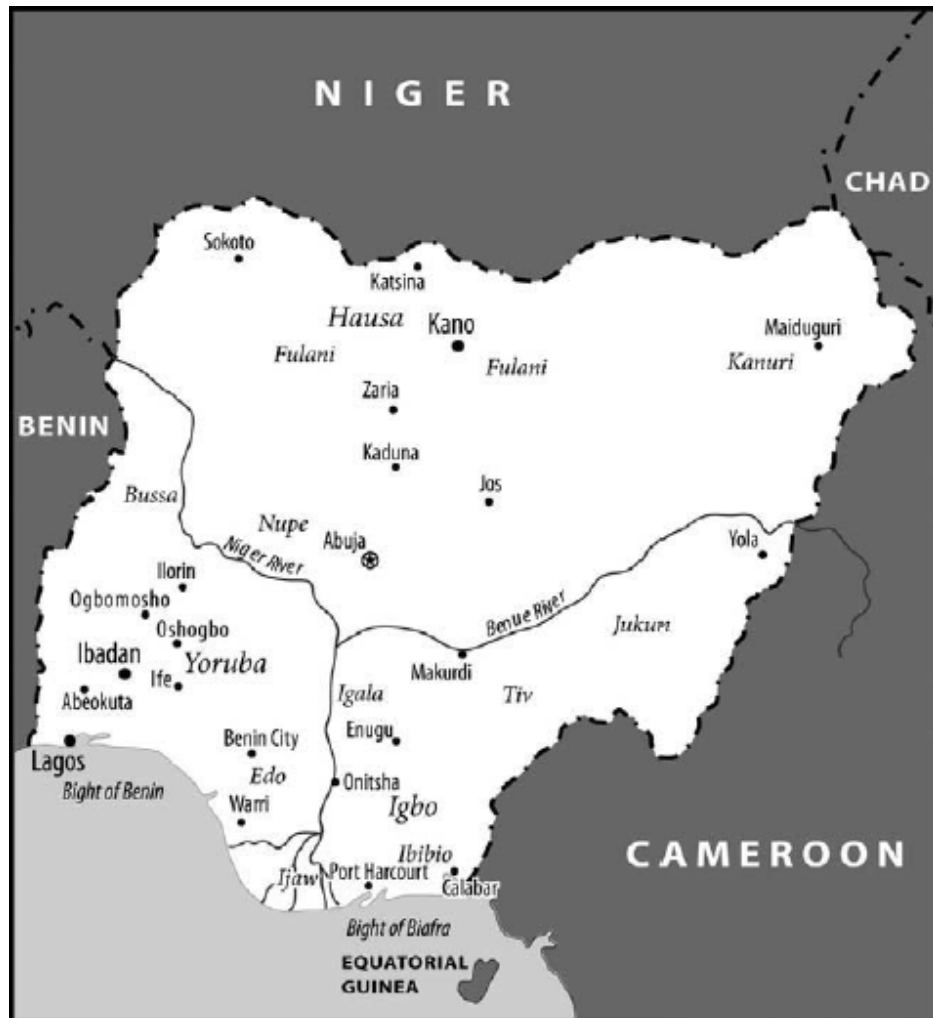 NIGER
CHAD
Sokoto
Katsina
Hausa
Kano
Maiduguri
Fulani
Fulani
Kanuri
Zaria
BENIN
Kaduna
Jos
Bussa
Nupe
Abuja
Niger River
Yola
Ilorin
Ogbomosho
Benue River
Jukun
Oshogbo
Ibadan
Yoruba
Makurdi
Ife
Igala
Tiv
Abeokuta
Enugu
Benin City
Lagos
Edo
Onitsha
Bight of Benin
Warri
Igbo
Ibibio
CAMEROON
Ijaw
Port Harcourt
Calabar
Bight of Biafra
EQUATORIAL
GUINEA